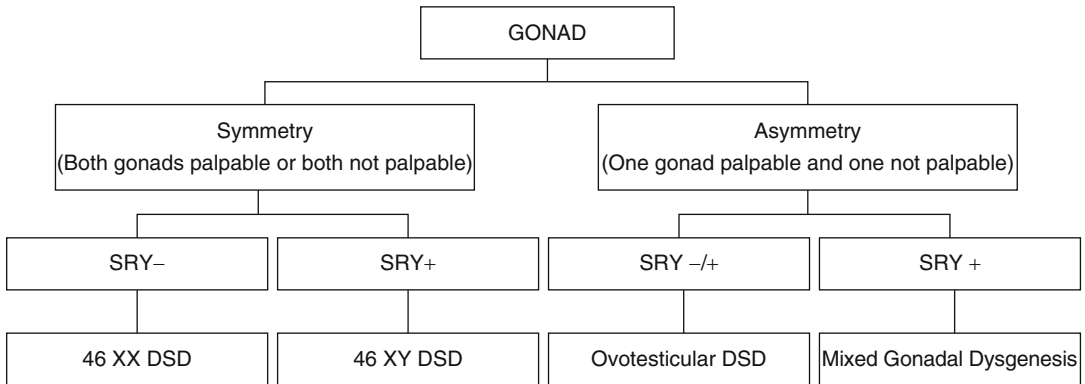 GONAD
Symmetry
(Both gonads palpable or both not palpable)
Asymmetry
(One gonad palpable and one not palpable)
SRY−
SRY+
SRY −/+
SRY +
46 XX DSD
46 XY DSD
Ovotesticular DSD
Mixed Gonadal Dysgenesis